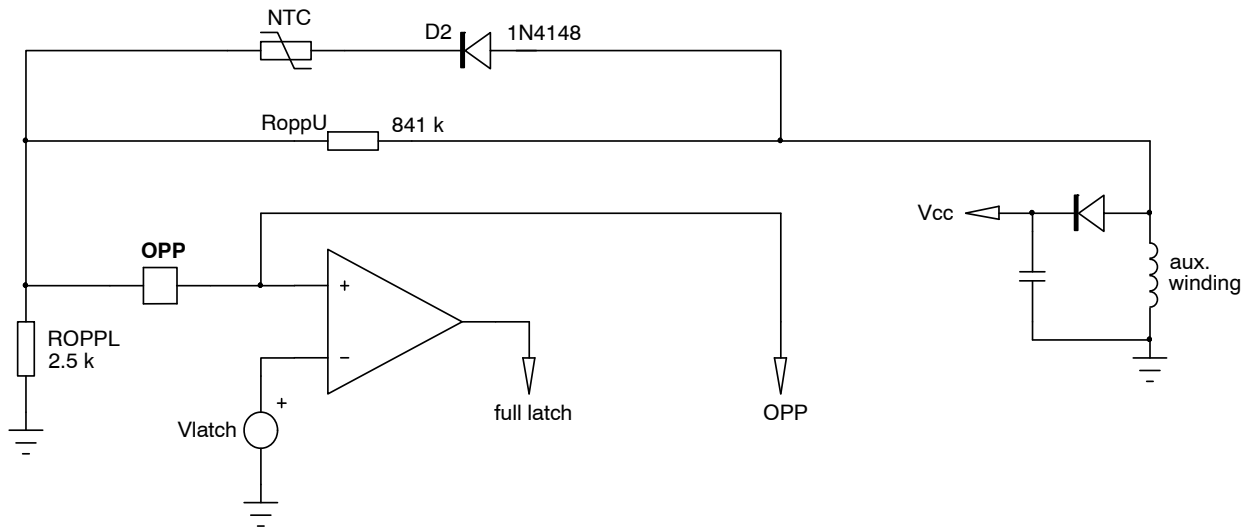 NTC
D2
1N4148
RoppU
841 k
Vcc
OPP
aux.
winding
+
−
ROPPL
2.5 k
+
Vlatch
full latch
OPP